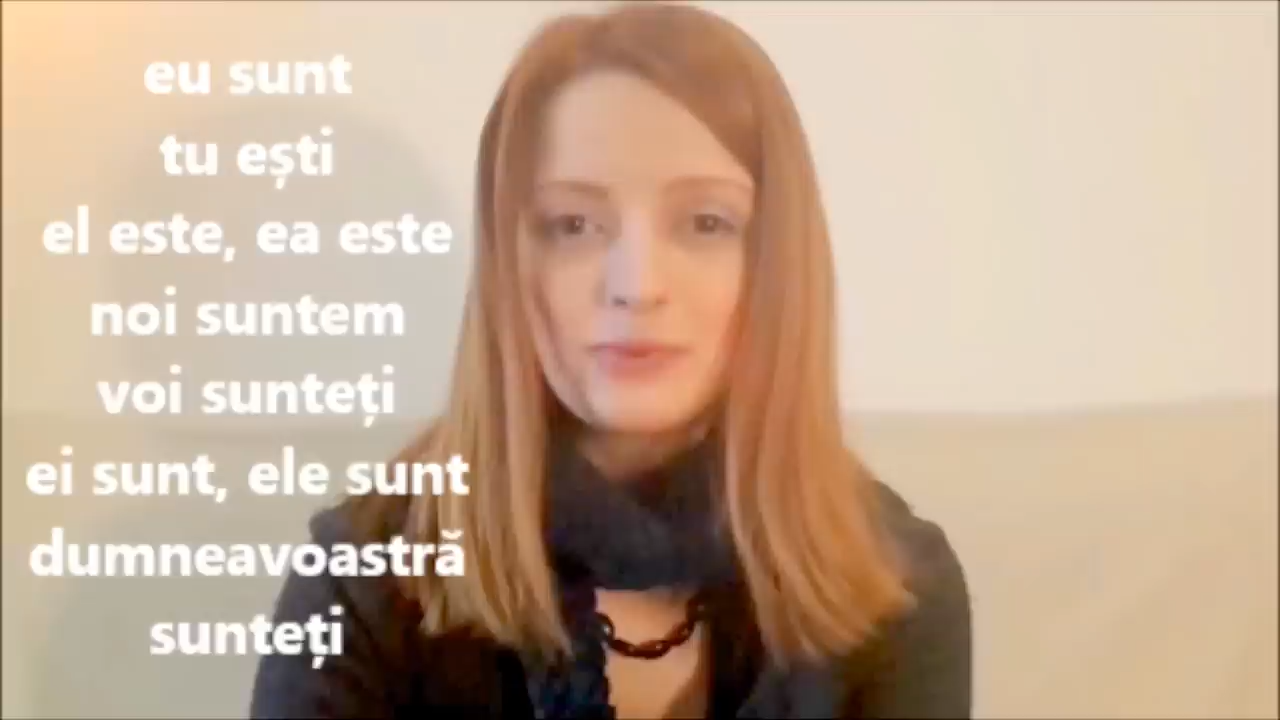 eu sunt
tu ești
el este, ea este
noi suntem
voi sunteți
ei sunt, ele sunt
dumneavoastră
sunteți